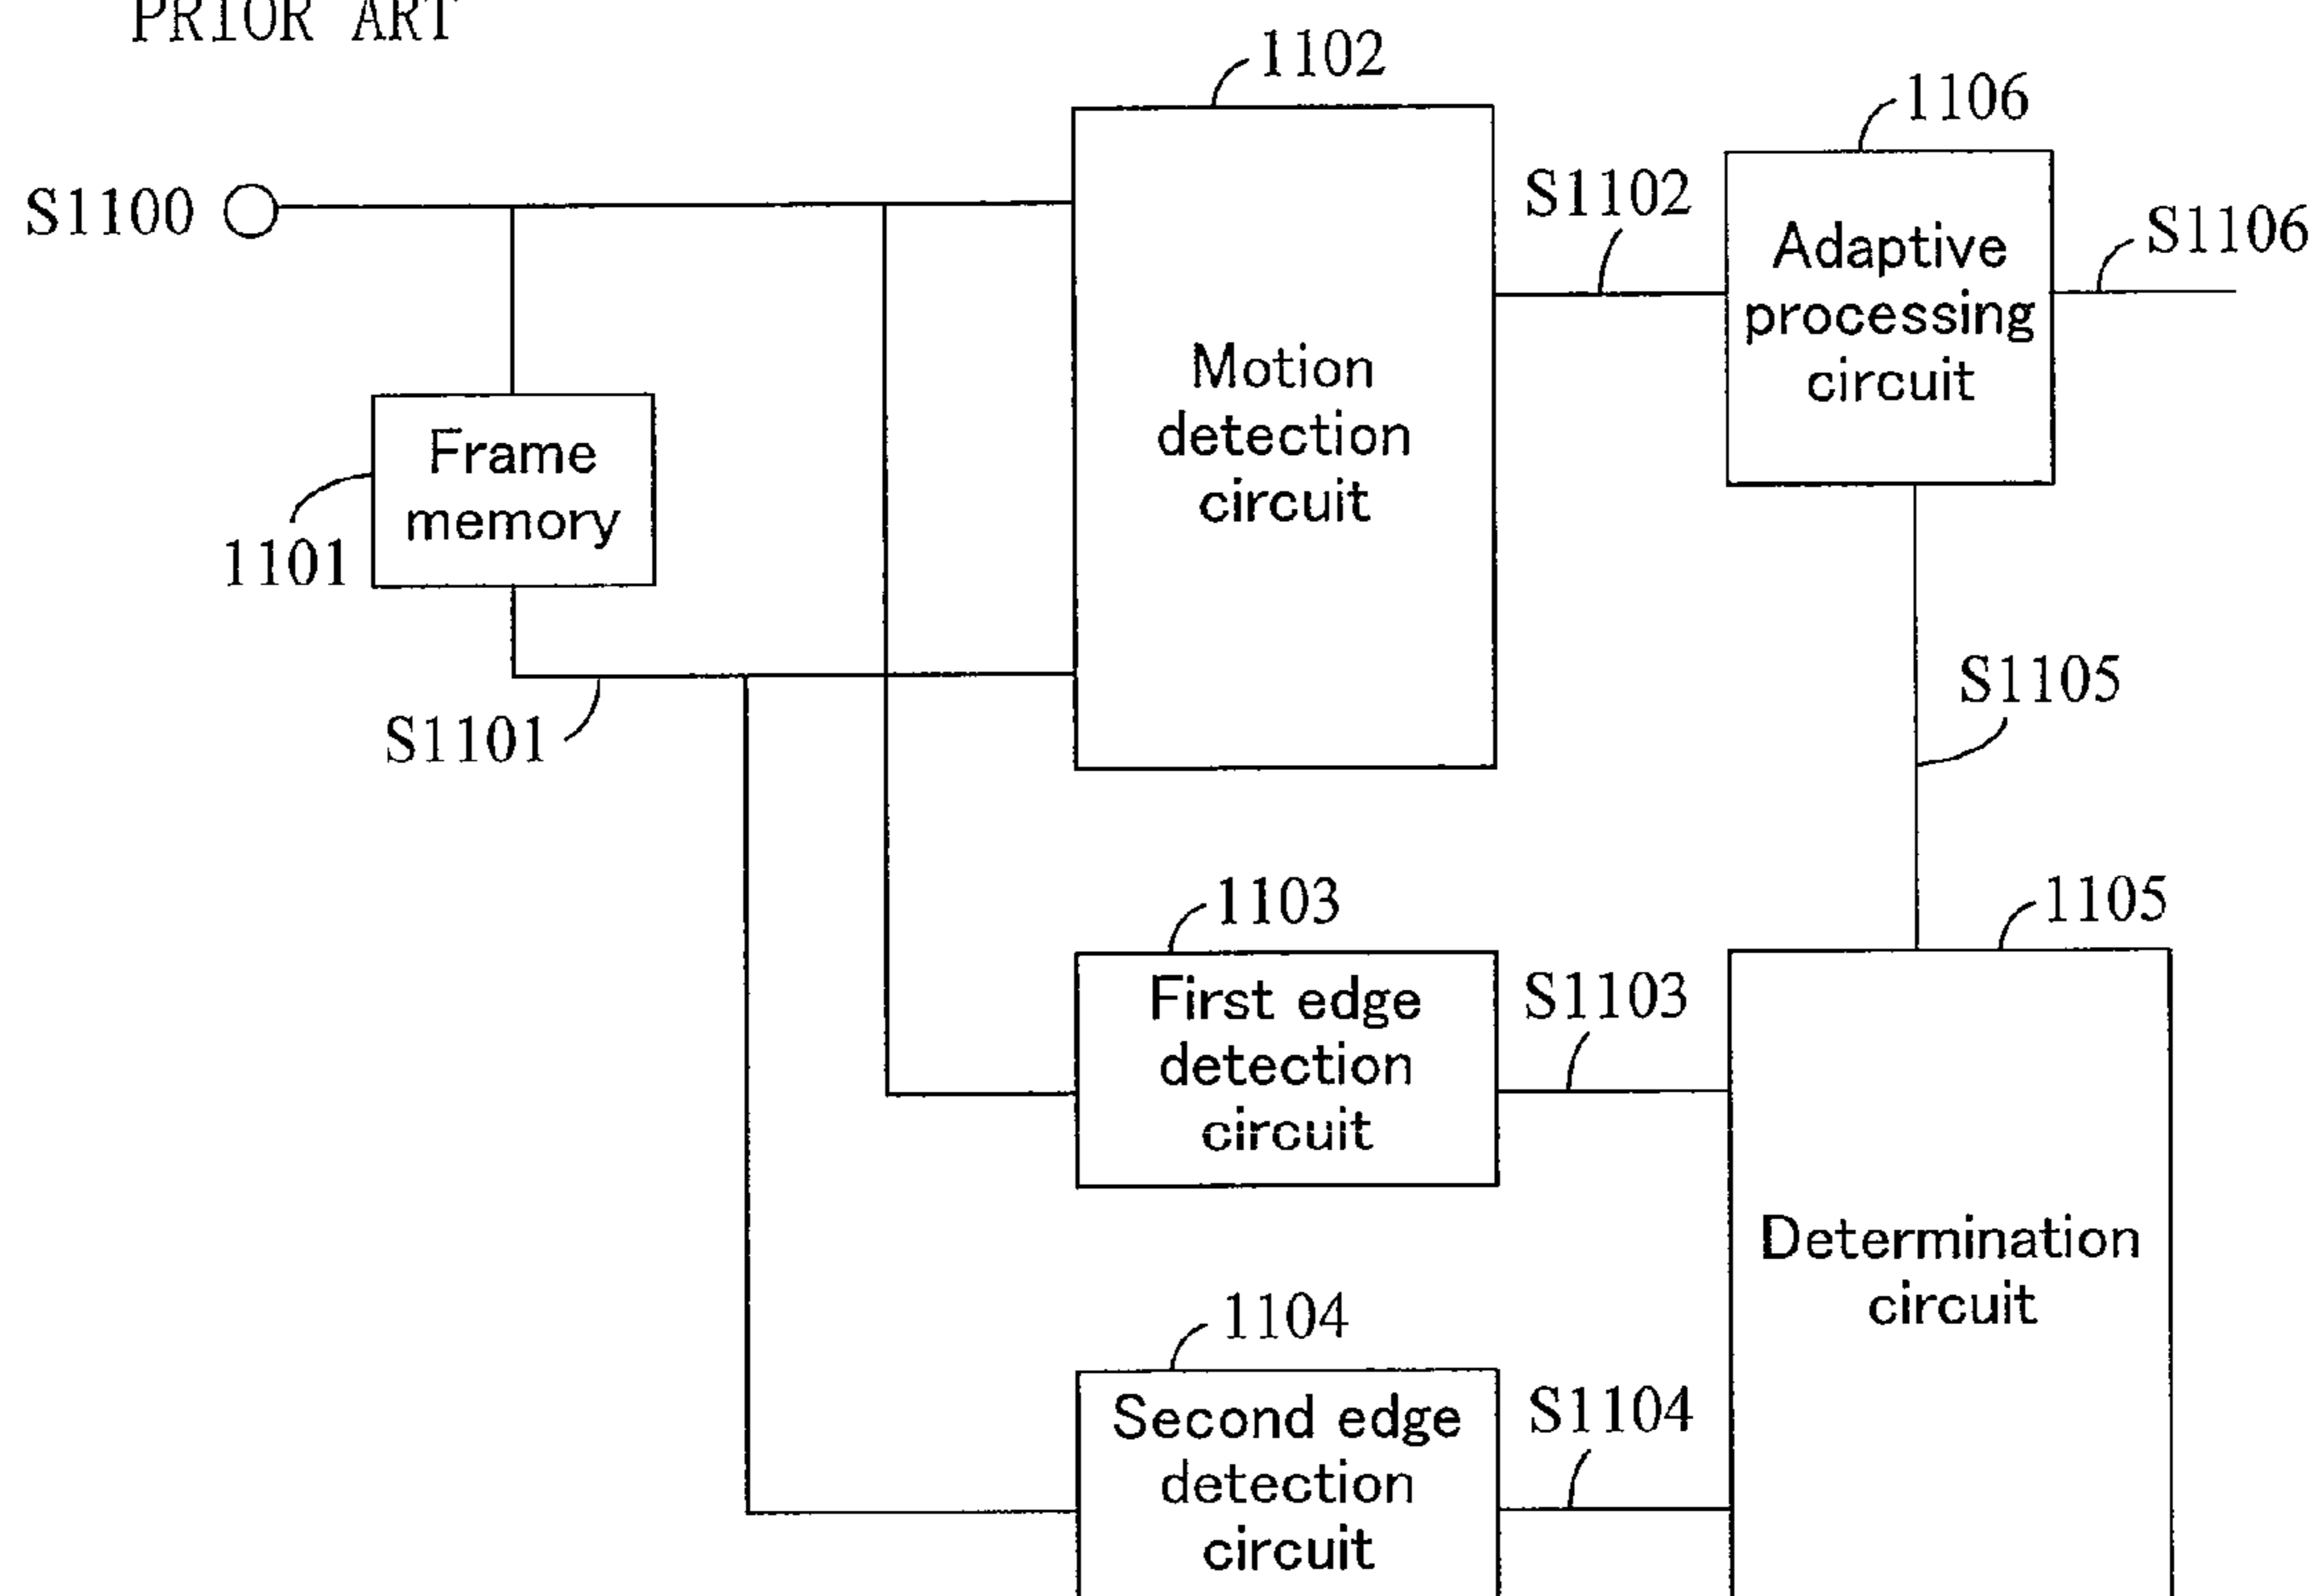 PRIOR ART
1102
1106
S1100
S1102
Adaptive
processing
circuit
S1106
Motion
detection
circuit
Frame
memory
1101
S1101
S1105
1103
1105
First edge
detection
circuit
S1103
Determination
circuit
1104
Second edge
detection
circuit
S1104